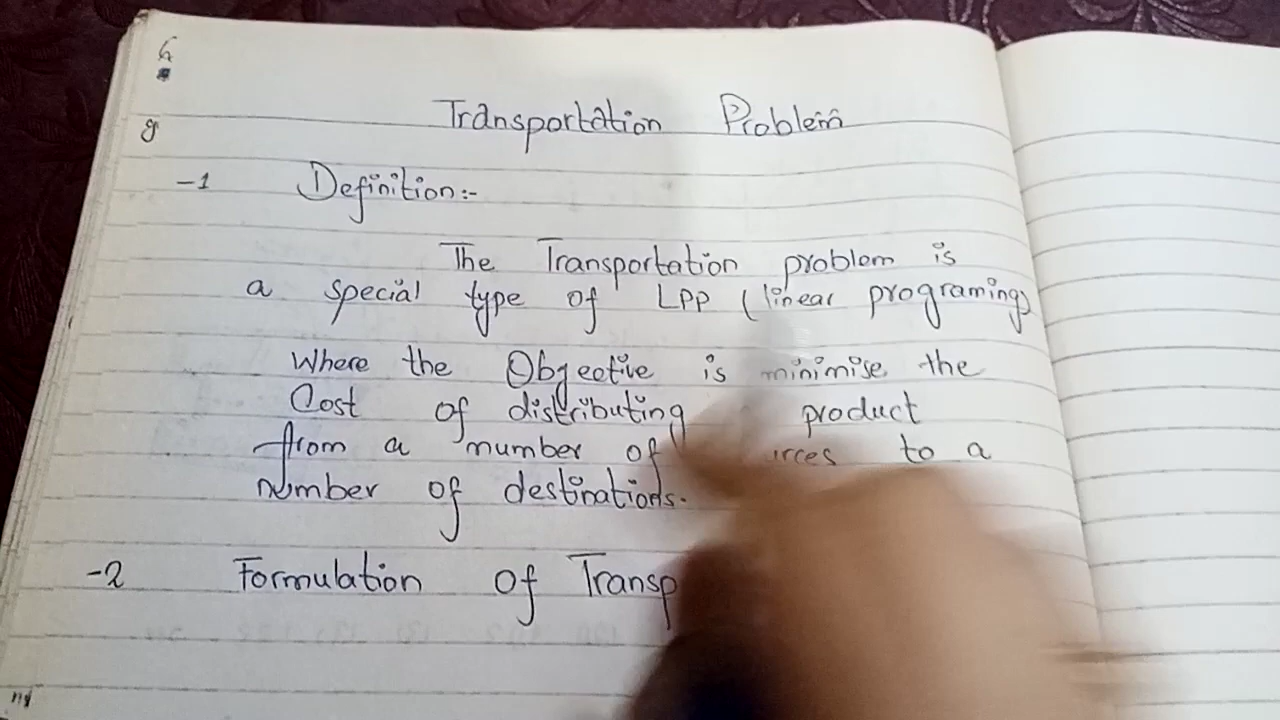 Transportation Problem
-1 Definition:-
The Transportation problem is
a special type of LPP (linear programing)
Where the Objective is minimise the
Cost of distributing product
from a number of to a
number of destinations.
-2 Formulation of Transp